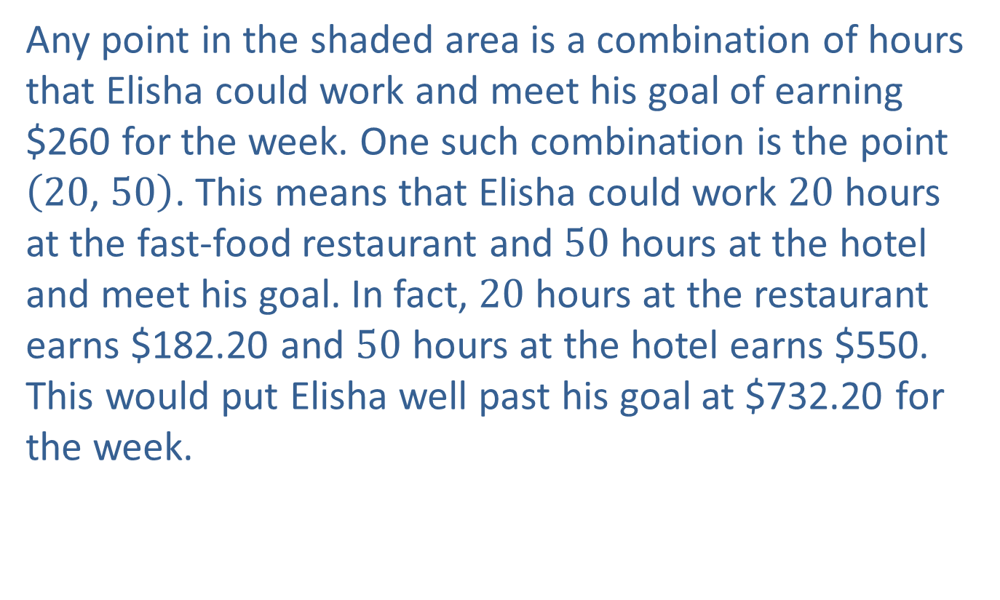 Any point in the shaded area is a combination of hours
that Elisha could work and meet his goal of earning
$260 for the week. One such combination is the point
(20, 50). This means that Elisha could work 20 hours
at the fast-food restaurant and 50 hours at the hotel
and meet his goal. In fact, 20 hours at the restaurant
earns $182.20 and 50 hours at the hotel earns $550.
This would put Elisha well past his goal at $732.20 for
the week.